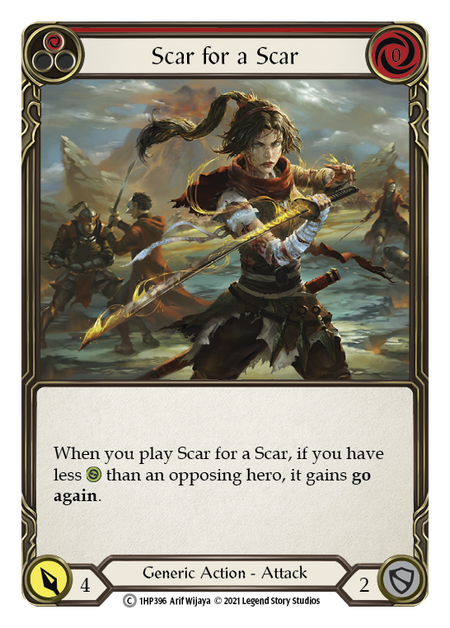 Scar for a Scar
0
When you play Scar for a Scar, if you have
less than an opposing hero, it gains go
again.
4
Generic Action - Attack
2
C 1HP396 Arif Wijaya © 2021 Legend Story Studios